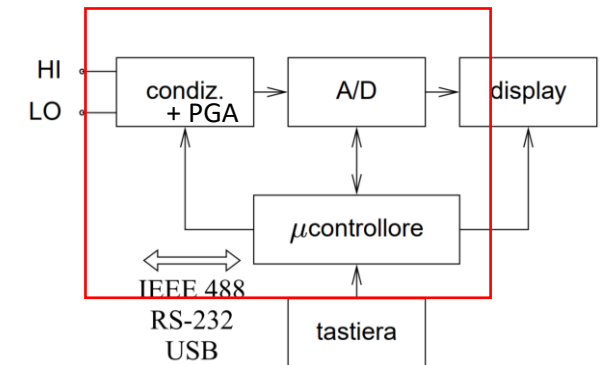 HI
LO
condiz.
+ PGA
A/D
display
µcontrollore
IEEE 488
RS-232
USB
tastiera